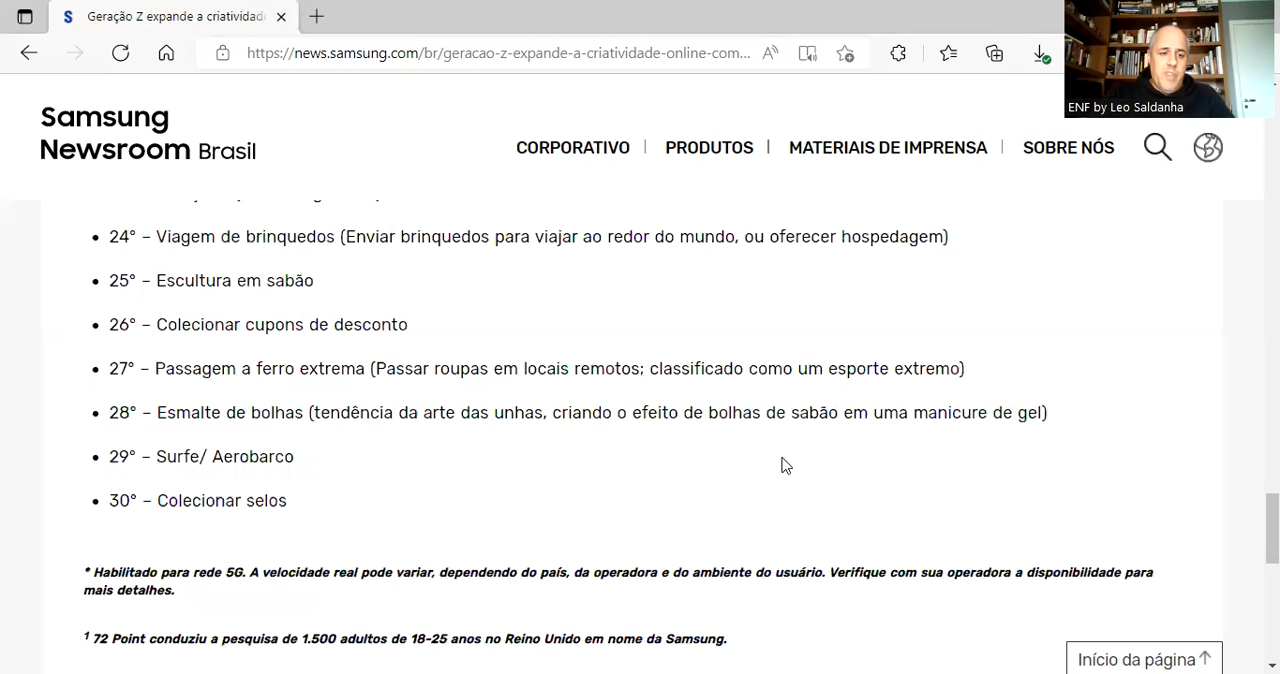 Geração Z expande a criatividade
https://news.samsung.com/br/geracao-z-expande-a-criatividade-online-com...
ENF by Leo Saldanha
Samsung
Newsroom Brasil
CORPORATIVO
PRODUTOS
MATERIAIS DE IMPRENSA
SOBRE NÓS
• 24° – Viagem de brinquedos (Enviar brinquedos para viajar ao redor do mundo, ou oferecer hospedagem)
• 25° – Escultura em sabão
• 26° – Colecionar cupons de desconto
• 27° – Passagem a ferro extrema (Passar roupas em locais remotos; classificado como um esporte extremo)
• 28° – Esmalte de bolhas (tendência da arte das unhas, criando o efeito de bolhas de sabão em uma manicure de gel)
• 29° – Surfe/ Aerobarco
• 30° – Colecionar selos
* Habilitado para rede 5G. A velocidade real pode variar, dependendo do país, da operadora e do ambiente do usuário. Verifique com sua operadora a disponibilidade para
mais detalhes.
1 72 Point conduziu a pesquisa de 1.500 adultos de 18-25 anos no Reino Unido em nome da Samsung.
Início da página